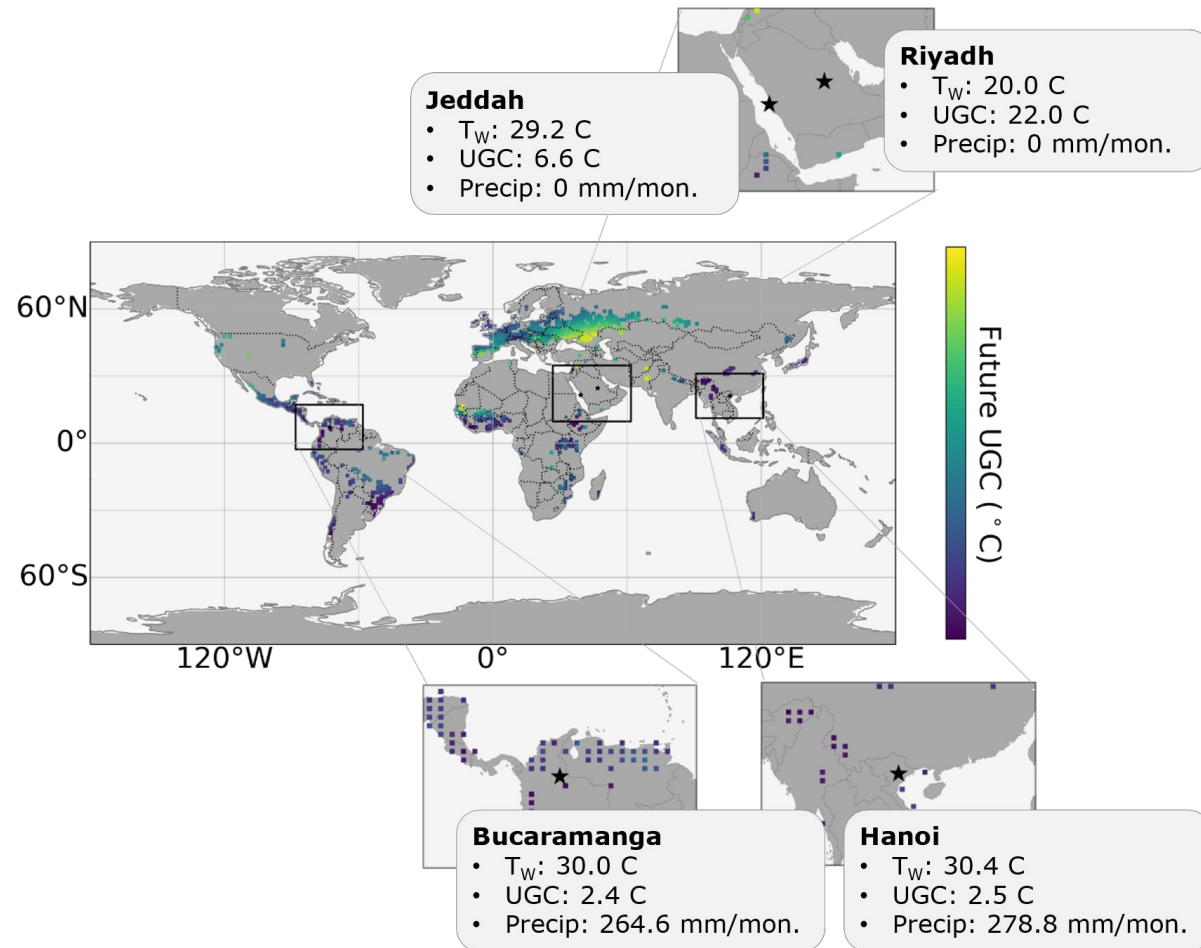 Riyadh
• T_W: 20.0 C
• UGC: 22.0 C
• Precip: 0 mm/mon.
Jeddah
• T_W: 29.2 C
• UGC: 6.6 C
• Precip: 0 mm/mon.
60°N
0°
60°S
120°W
0°
120°E
Future UGC (°C)
Bucaramanga
• T_W: 30.0 C
• UGC: 2.4 C
• Precip: 264.6 mm/mon.
Hanoi
• T_W: 30.4 C
• UGC: 2.5 C
• Precip: 278.8 mm/mon.